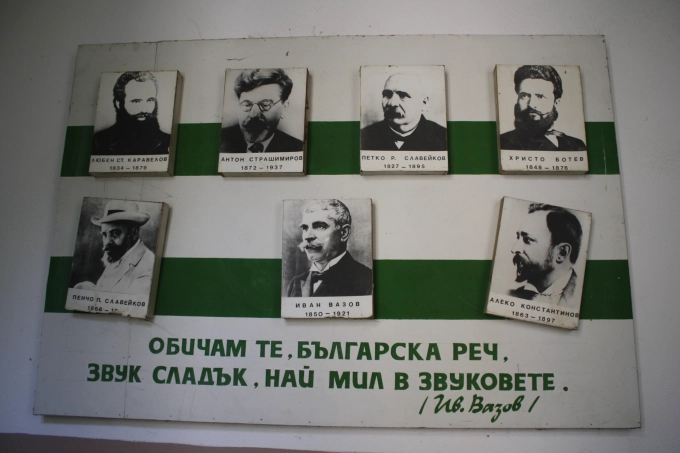 ЛЮБЕН СТ. КАРАВЕЛОВ
1834 – 1879
АНТОН СТРАШИМИРОВ
1872 – 1937
ПЕТКО Р. СЛАВЕЙКОВ
1827 – 1895
ХРИСТО БОТЕВ
1848 – 1876
ПЕНЧО П. СЛАВЕЙКОВ
1866 –
ИВАН ВАЗОВ
1850 – 1921
АЛЕКО КОНСТАНТИНОВ
1863 – 1897
ОБИЧАМ ТЕ, БЪЛГАРСКА РЕЧ,
ЗВУК СЛАДЪК, НАЙ МИЛ В ЗВУКОВЕТЕ.
/Ив. Вазов/